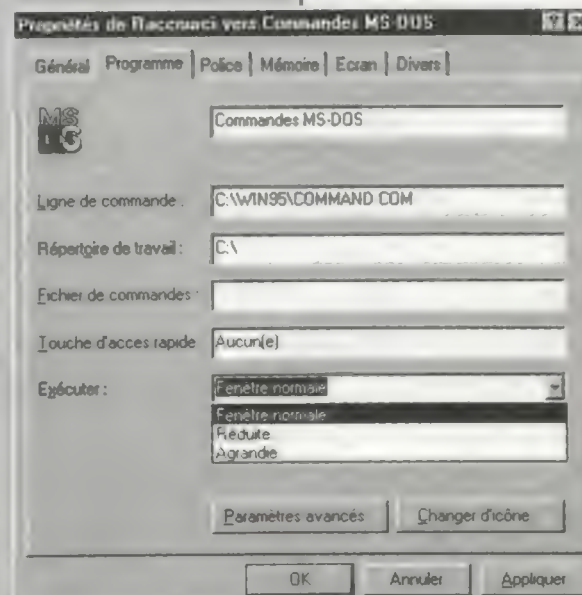 Propriétés de Raccourci vers Commandes MS-DOS
Général Programme Police Mémoire Ecran Divers
MS
DOS
Commandes MS-DOS
Ligne de commande : C:\WIN95\COMMAND COM
Répertoire de travail : C:\
Fichier de commandes :
Touche d'acces rapide Aucun(e)
Exécuter : Fenêtre normale
Fenêtre normale
Réduite
Agrandie
Paramètres avancés Changer d'icône
OK Annuler Appliquer